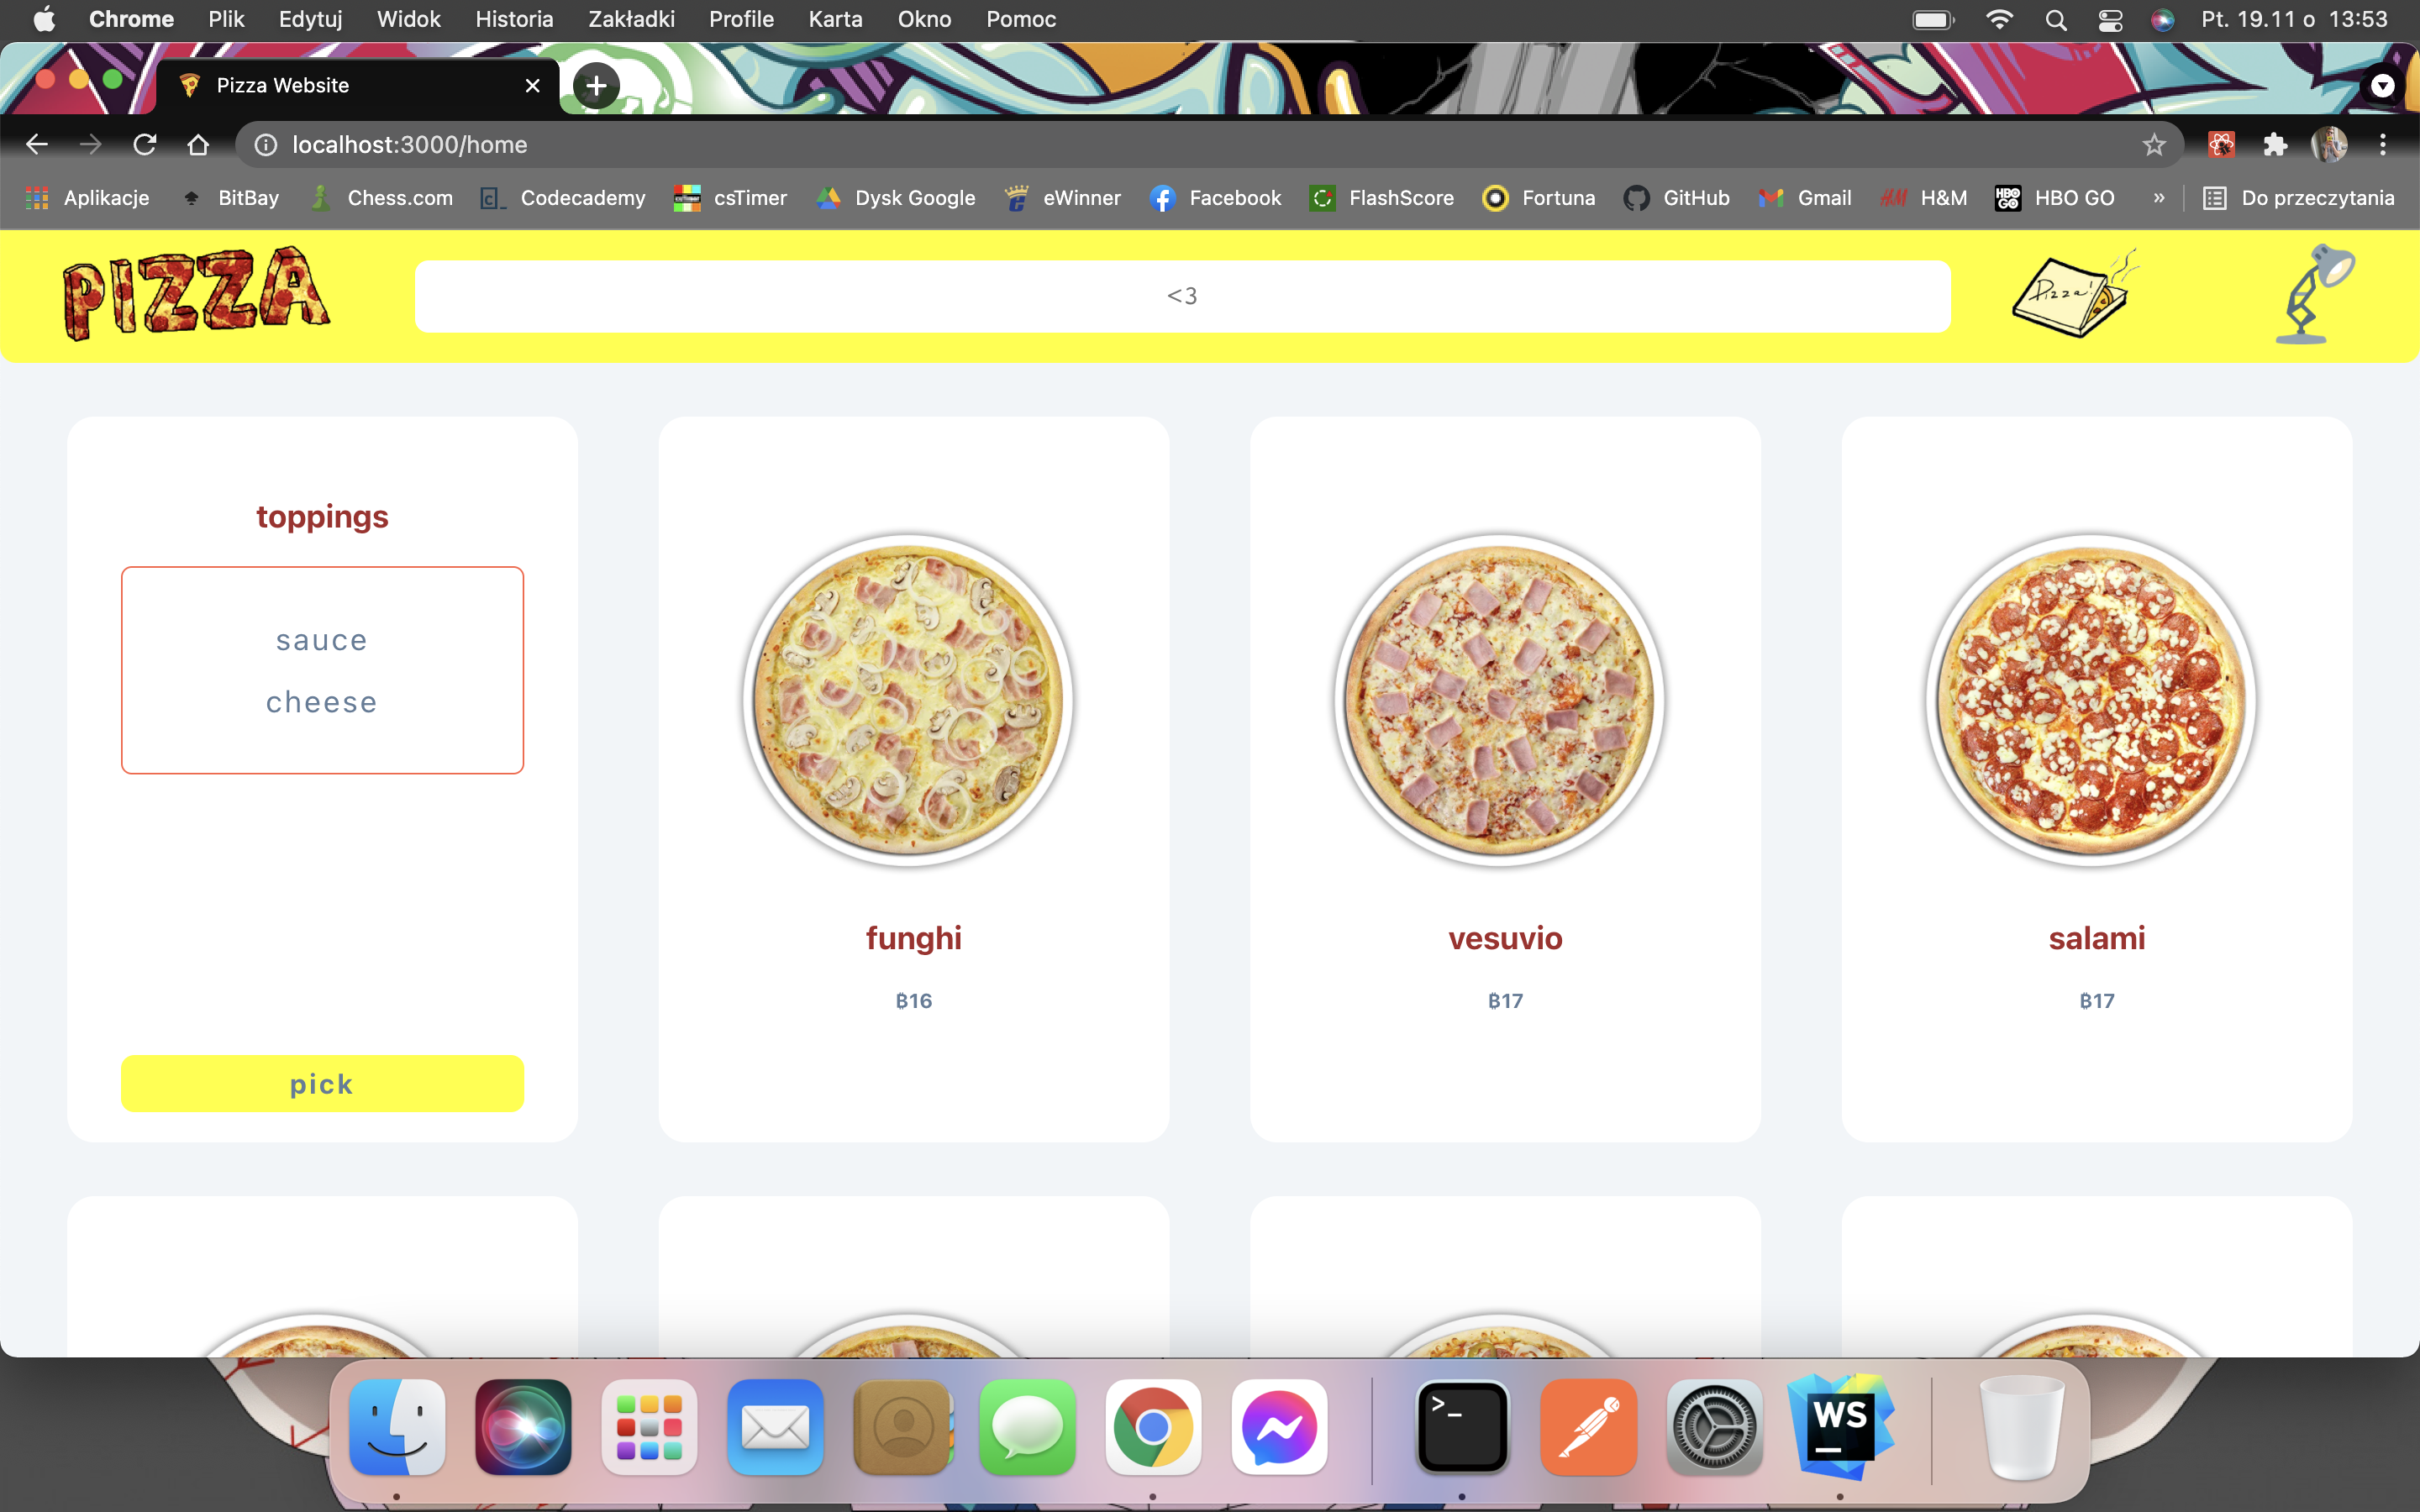 Chrome Plik Edytuj Widok Historia Zakładki Profile Karta Okno Pomoc Pt. 19.11 o 13:53
Pizza Website
localhost:3000/home
Aplikacje BitBay Chess.com Codecademy csTimer Dysk Google eWinner Facebook FlashScore Fortuna GitHub Gmail H&M HBO GO » Do przeczytania
PIZZA
<3
Pizza!
toppings
sauce
cheese
pick
funghi
฿16
vesuvio
฿17
salami
฿17
>_
WS